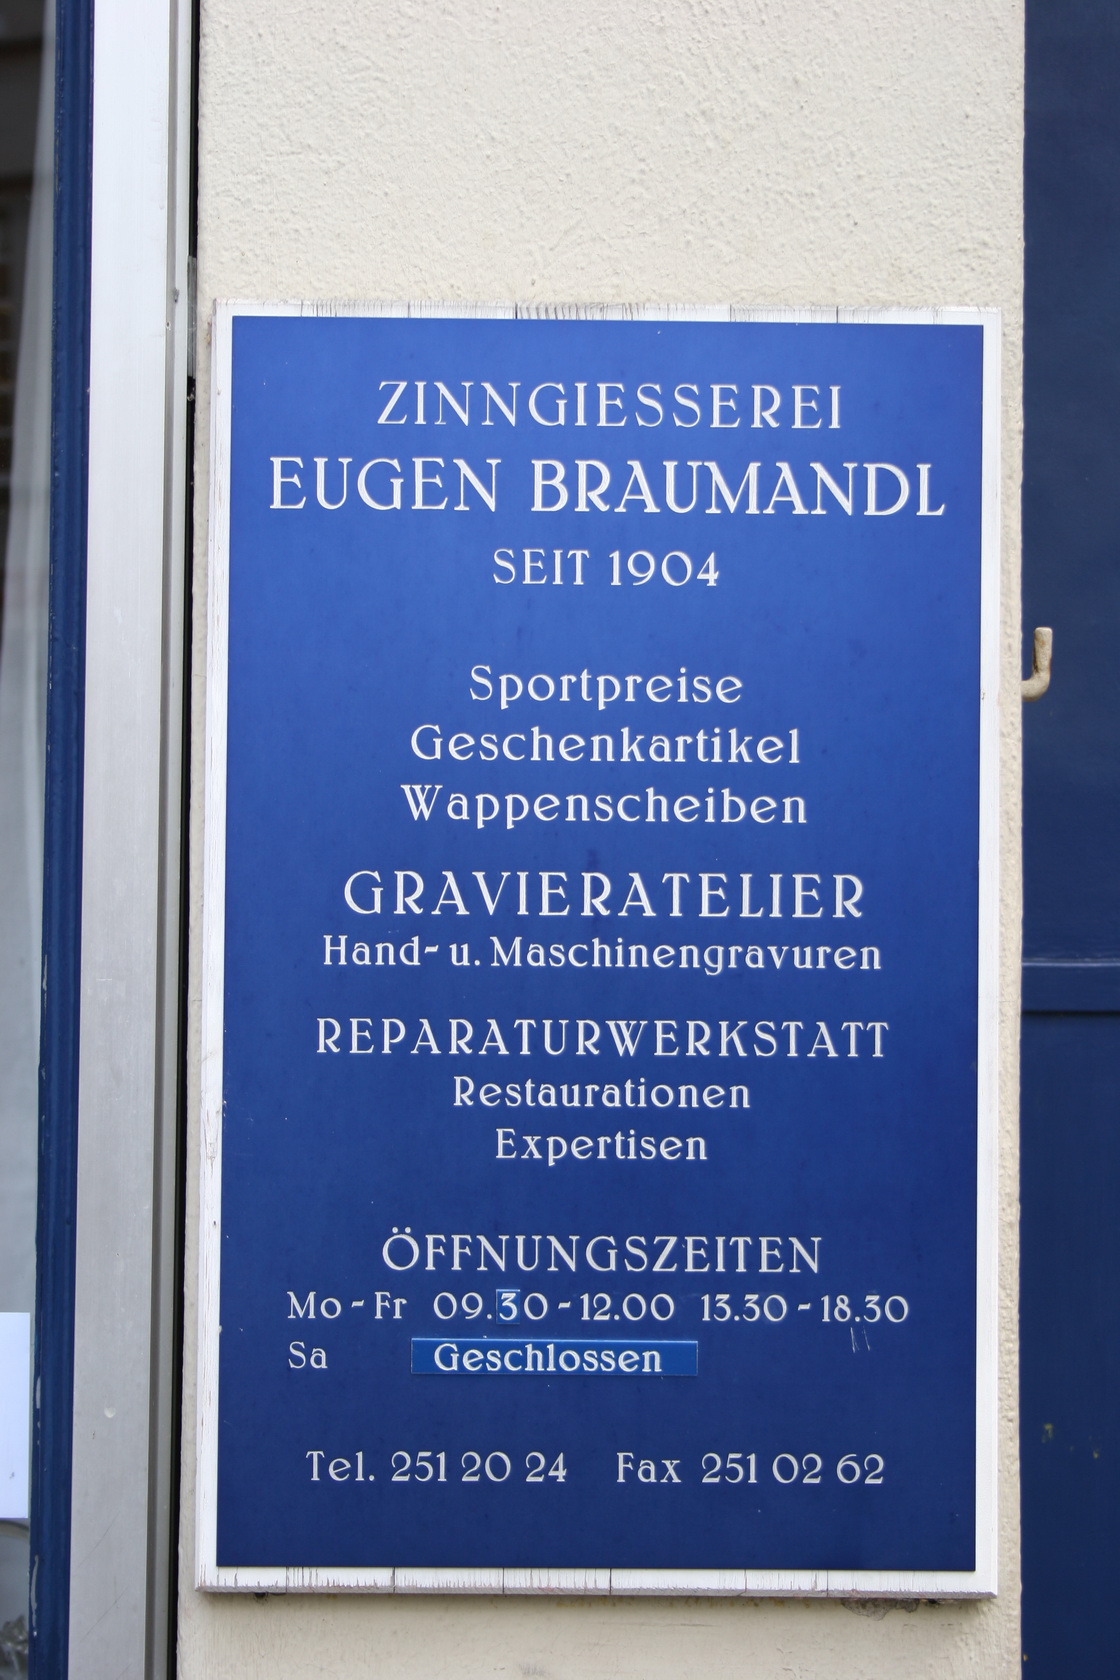 ZINNGIESSEREI
EUGEN BRAUMANDL
SEIT 1904
Sportpreise
Geschenkartikel
Wappenscheiben
GRAVIERATELIER
Hand- u. Maschinengravuren
REPARATURWERKSTATT
Restaurationen
Expertisen
ÖFFNUNGSZEITEN
Mo - Fr 09.30 - 12.00 13.30 - 18.30
Sa Geschlossen
Tel. 251 20 24 Fax 251 02 62